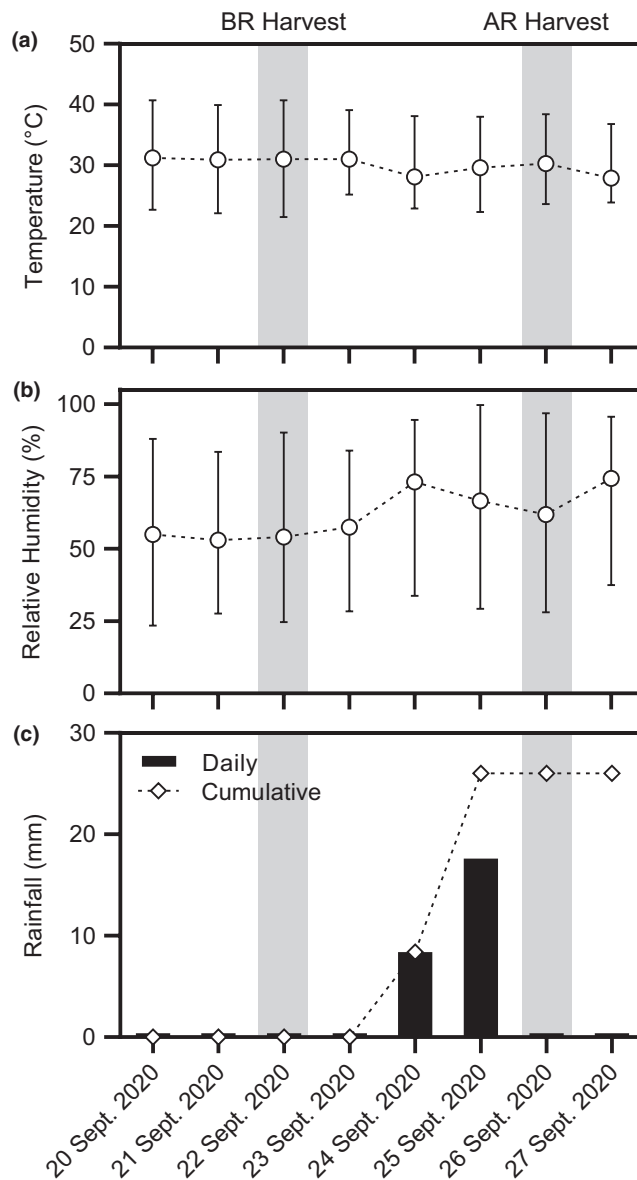 BR Harvest AR Harvest
(a)
Temperature (°C)
50
40
30
20
10
0
(b)
Relative Humidity (%)
100
75
50
25
0
(c)
Rainfall (mm)
30
20
10
0
Daily
Cumulative
20 Sept. 2020
21 Sept. 2020
22 Sept. 2020
23 Sept. 2020
24 Sept. 2020
25 Sept. 2020
26 Sept. 2020
27 Sept. 2020